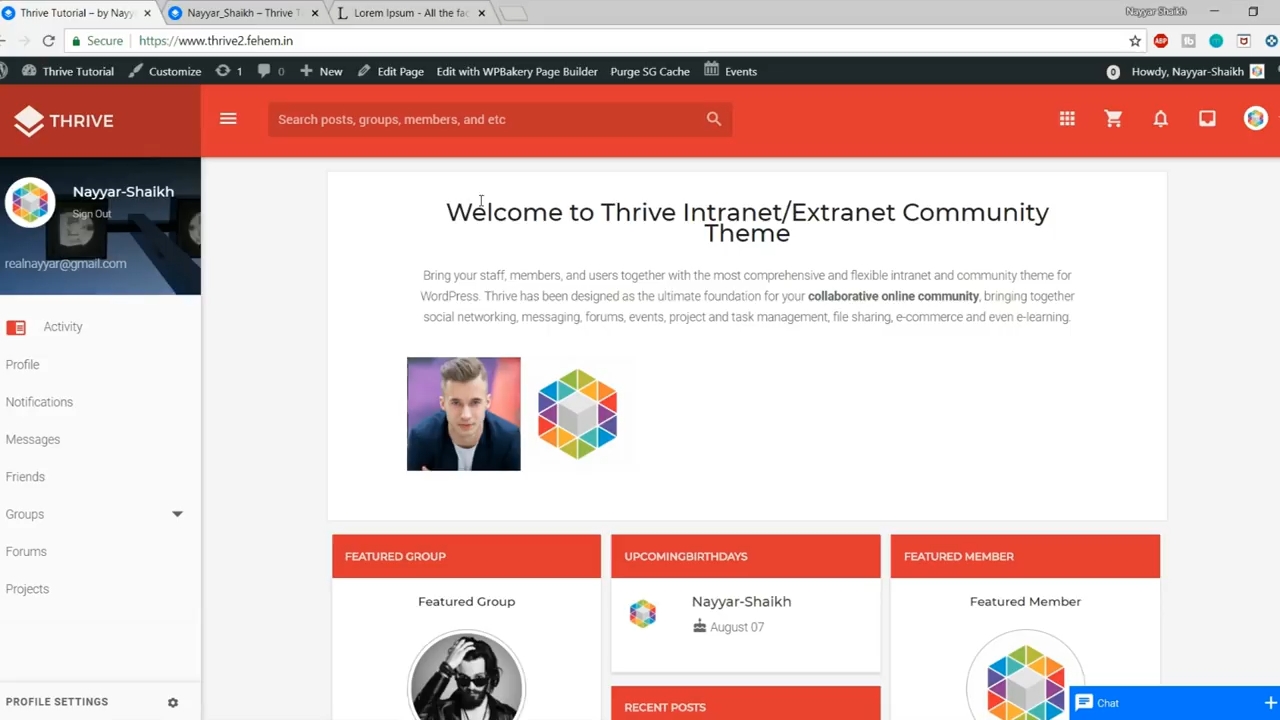 Thrive Tutorial – by Nayy
Nayyar_Shaikh – Thrive T
Lorem Ipsum - All the fac
Nayyar Shaikh
Secure
https://www.thrive2.fehem.in
ABP
Thrive Tutorial
Customize
1
0
New
Edit Page
Edit with WPBakery Page Builder
Purge SG Cache
Events
0
Howdy, Nayyar-Shaikh
THRIVE
Search posts, groups, members, and etc
Nayyar-Shaikh
Sign Out
realnayyar@gmail.com
Activity
Profile
Notifications
Messages
Friends
Groups
Forums
Projects
PROFILE SETTINGS
Welcome to Thrive Intranet/Extranet Community
Theme
Bring your staff, members, and users together with the most comprehensive and flexible intranet and community theme for
WordPress. Thrive has been designed as the ultimate foundation for your collaborative online community, bringing together
social networking, messaging, forums, events, project and task management, file sharing, e-commerce and even e-learning.
FEATURED GROUP
Featured Group
UPCOMINGBIRTHDAYS
Nayyar-Shaikh
August 07
RECENT POSTS
FEATURED MEMBER
Featured Member
Chat